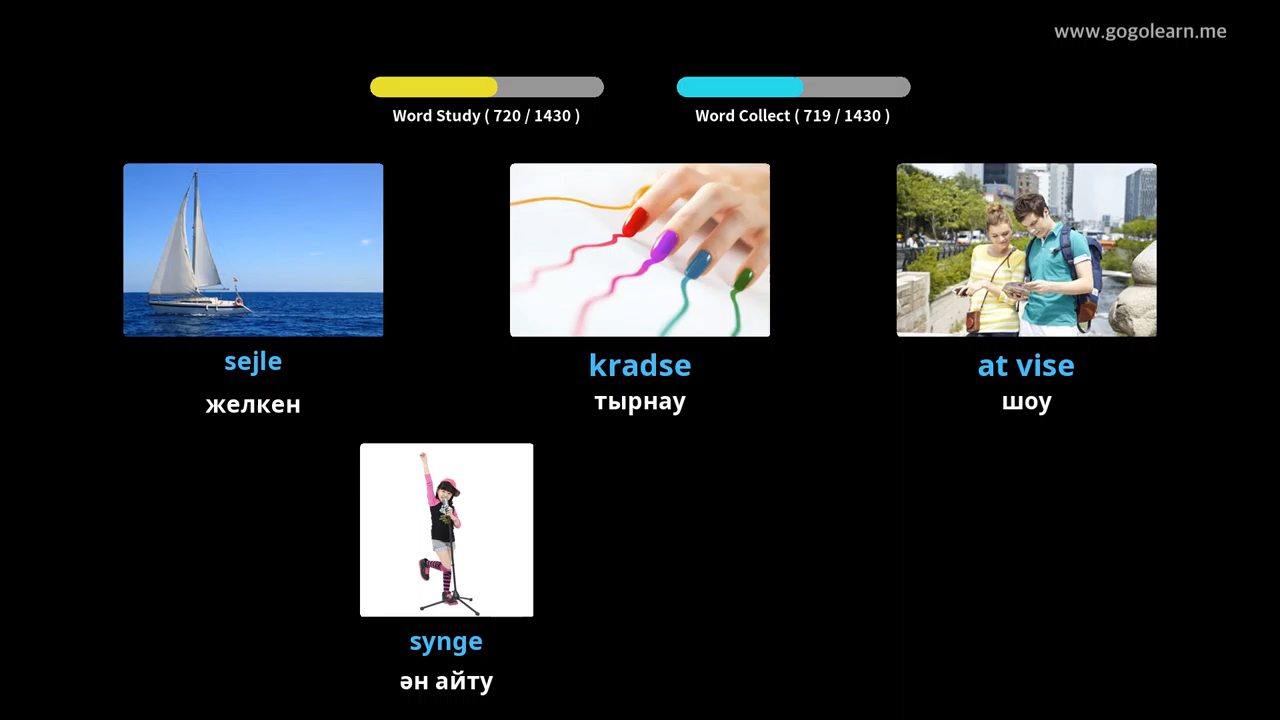 www.gogolearn.me
Word Study ( 720 / 1430 )
Word Collect ( 719 / 1430 )
sejle
желкен
kradse
тырнау
at vise
шоу
synge
ән айту